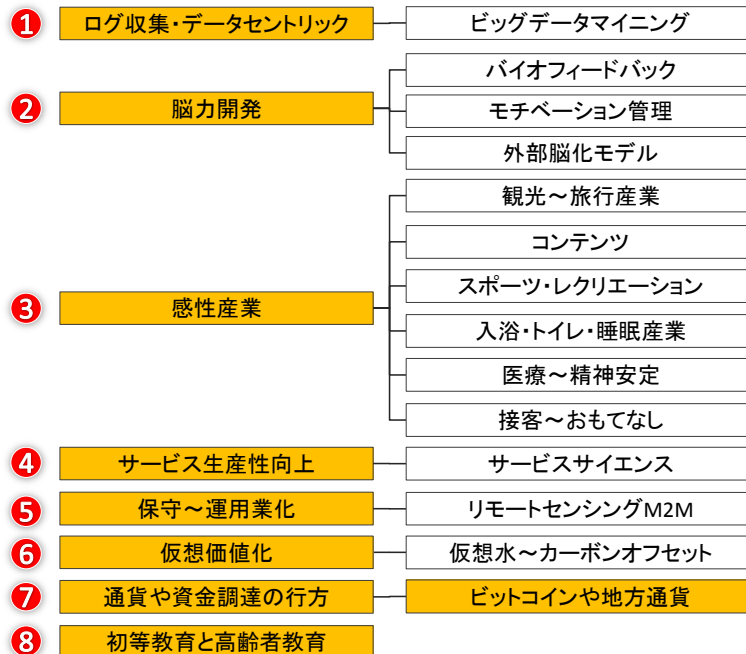 1 ログ収集・データセントリック ビッグデータマイニング
バイオフィードバック
2 脳力開発 モチベーション管理
外部脳化モデル
観光～旅行産業
コンテンツ
スポーツ・レクリエーション
3 感性産業
入浴・トイレ・睡眠産業
医療～精神安定
接客～おもてなし
4 サービス生産性向上 サービスサイエンス
5 保守～運用業化 リモートセンシングM2M
6 仮想価値化 仮想水～カーボンオフセット
7 通貨や資金調達の行方 ビットコインや地方通貨
8 初等教育と高齢者教育